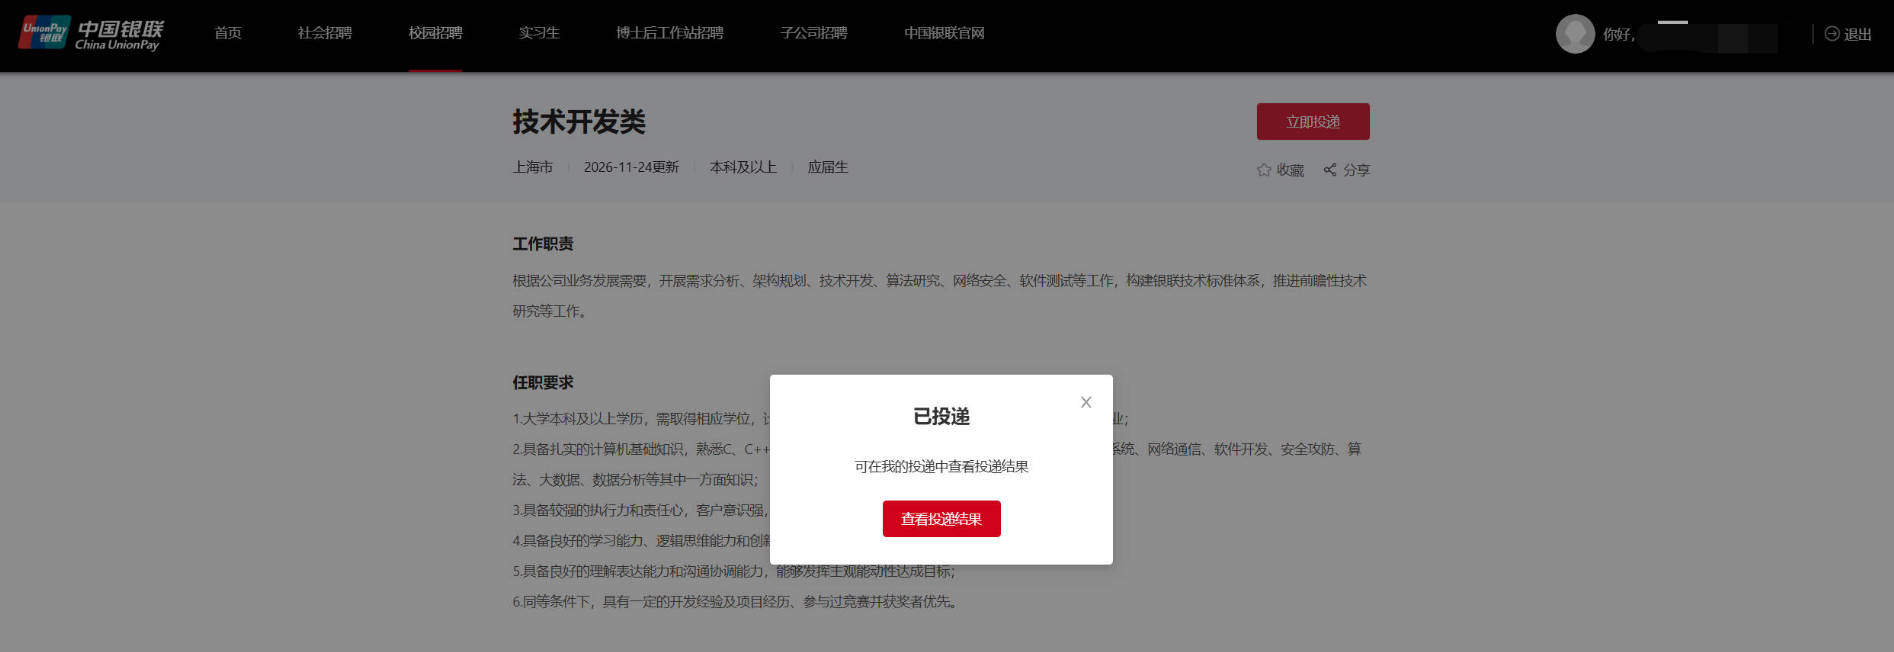 UnionPay 银联 中国银联 China UnionPay
首页 社会招聘 校园招聘 实习生 博士后工作站招聘 子公司招聘 中国银联官网 你好, 退出
技术开发类 立即投递
上海市 2026-11-24更新 本科及以上 应届生 收藏 分享
工作职责
根据公司业务发展需要，开展需求分析、架构规划、技术开发、算法研究、网络安全、软件测试等工作，构建银联技术标准体系，推进前瞻性技术
研究等工作。
任职要求
1.大学本科及以上学历，需取得相应学位， 业；
2.具备扎实的计算机基础知识，熟悉C、C++ 系统、网络通信、软件开发、安全攻防、算
法、大数据、数据分析等其中一方面知识；
3.具备较强的执行力和责任心，客户意识强，
4.具备良好的学习能力、逻辑思维能力和创新
5.具备良好的理解表达能力和沟通协调能力，能够发挥主观能动性达成目标；
6.同等条件下，具有一定的开发经验及项目经历、参与过竞赛并获奖者优先。
已投递
可在我的投递中查看投递结果
查看投递结果